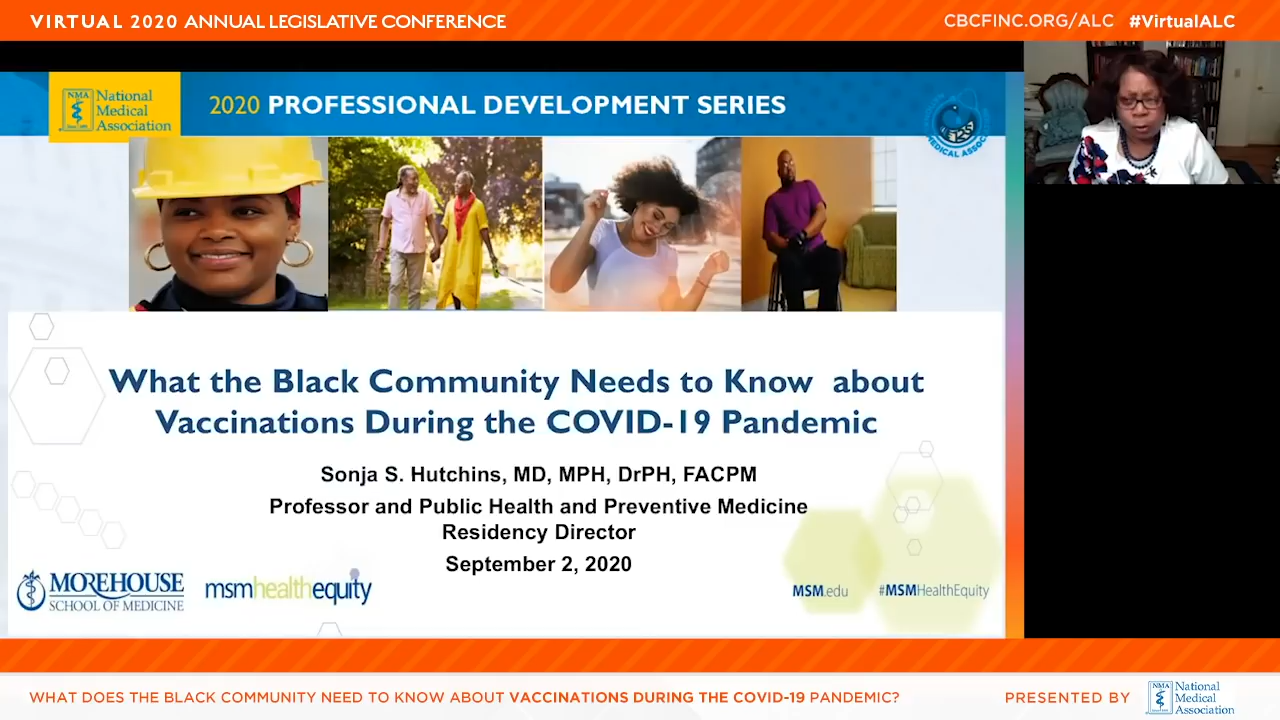 VIRTUAL 2020 ANNUAL LEGISLATIVE CONFERENCE
CBCFINC.ORG/ALC #VirtualALC
NMA
National
Medical
Association
2020 PROFESSIONAL DEVELOPMENT SERIES
125
What the Black Community Needs to Know about
Vaccinations During the COVID-19 Pandemic
Sonja S. Hutchins, MD, MPH, DrPH, FACPM
Professor and Public Health and Preventive Medicine
Residency Director
September 2, 2020
MOREHOUSE
SCHOOL OF MEDICINE
msmhealthequity
MSM.edu
#MSMHealthEquity
WHAT DOES THE BLACK COMMUNITY NEED TO KNOW ABOUT VACCINATIONS DURING THE COVID-19 PANDEMIC?
PRESENTED BY
NMA
National
Medical
Association